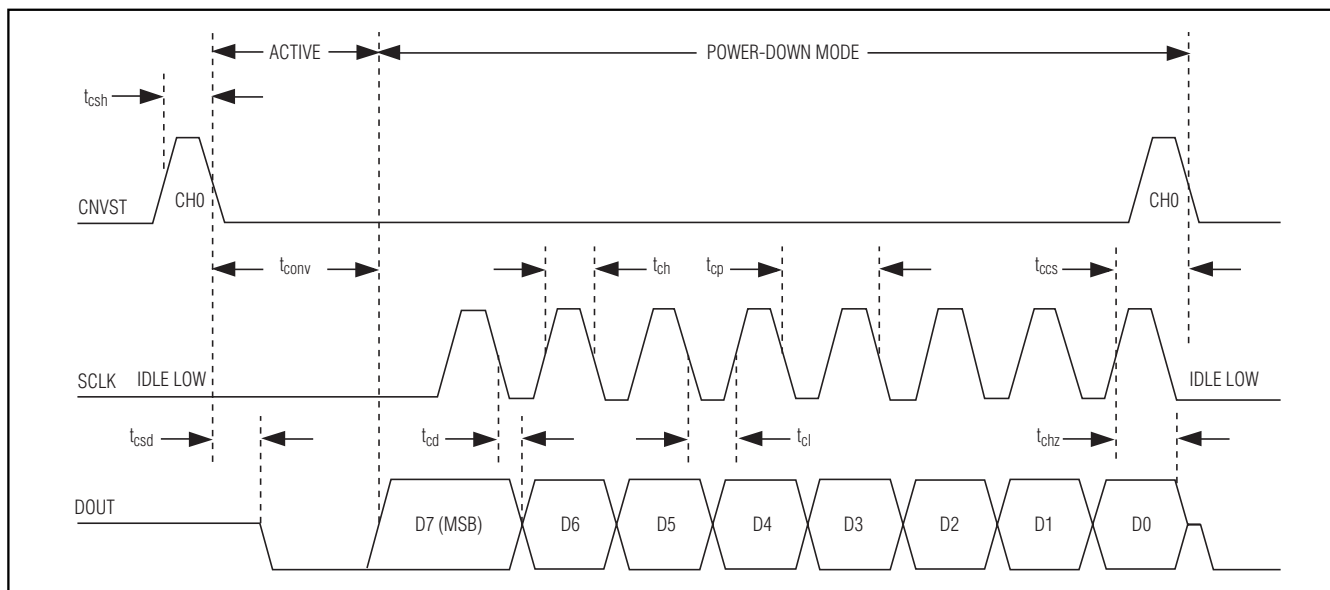 ACTIVE
POWER-DOWN MODE
tcsh
CNVST
CH0
CH0
tconv
tch
tcp
tccs
SCLK
IDLE LOW
IDLE LOW
tcsd
tcd
tcl
tchz
DOUT
D7 (MSB)
D6
D5
D4
D3
D2
D1
D0